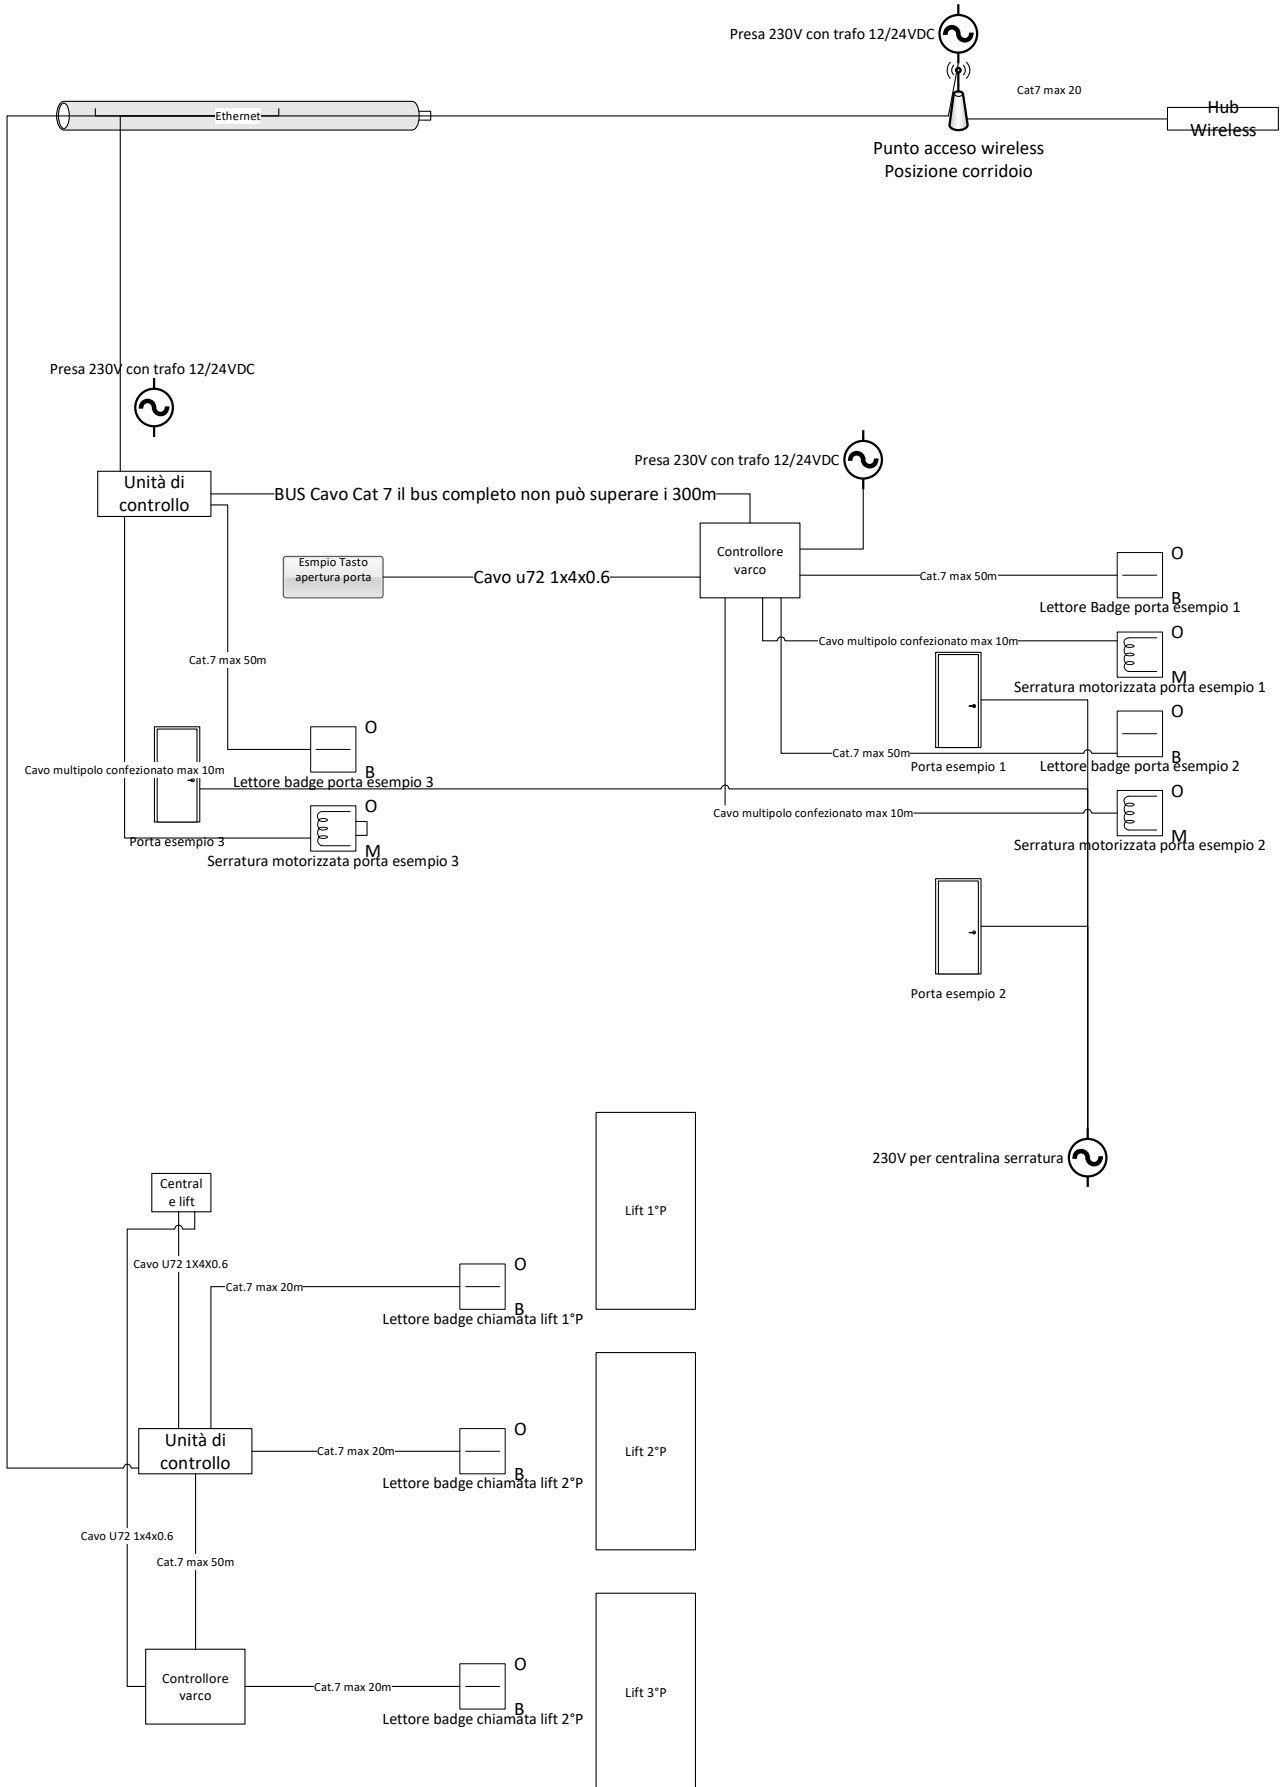 Presa 230V con trafo 12/24VDC
Cat7 max 20
Ethernet
Hub
Wireless
Punto acceso wireless
Posizione corridoio
Presa 230V con trafo 12/24VDC
Presa 230V con trafo 12/24VDC
Unità di
controllo
BUS Cavo Cat 7 il bus completo non può superare i 300m
Controllore
varco
Esmpio Tasto
apertura porta
Cavo u72 1x4x0.6
Cat.7 max 50m
O
B
Lettore Badge porta esempio 1
Cavo multipolo confezionato max 10m
O
M
Serratura motorizzata porta esempio 1
Cat.7 max 50m
O
B
Lettore badge porta esempio 3
Cavo multipolo confezionato max 10m
Porta esempio 3
O
M
Serratura motorizzata porta esempio 3
Cat.7 max 50m
Porta esempio 1
O
B
Lettore badge porta esempio 2
Cavo multipolo confezionato max 10m
O
M
Serratura motorizzata porta esempio 2
Porta esempio 2
230V per centralina serratura
Central
e lift
Lift 1°P
Cavo U72 1X4X0.6
Cat.7 max 20m
O
B
Lettore badge chiamata lift 1°P
Unità di
controllo
Cat.7 max 20m
O
B
Lettore badge chiamata lift 2°P
Lift 2°P
Cavo U72 1x4x0.6
Cat.7 max 50m
Controllore
varco
Cat.7 max 20m
O
B
Lettore badge chiamata lift 2°P
Lift 3°P